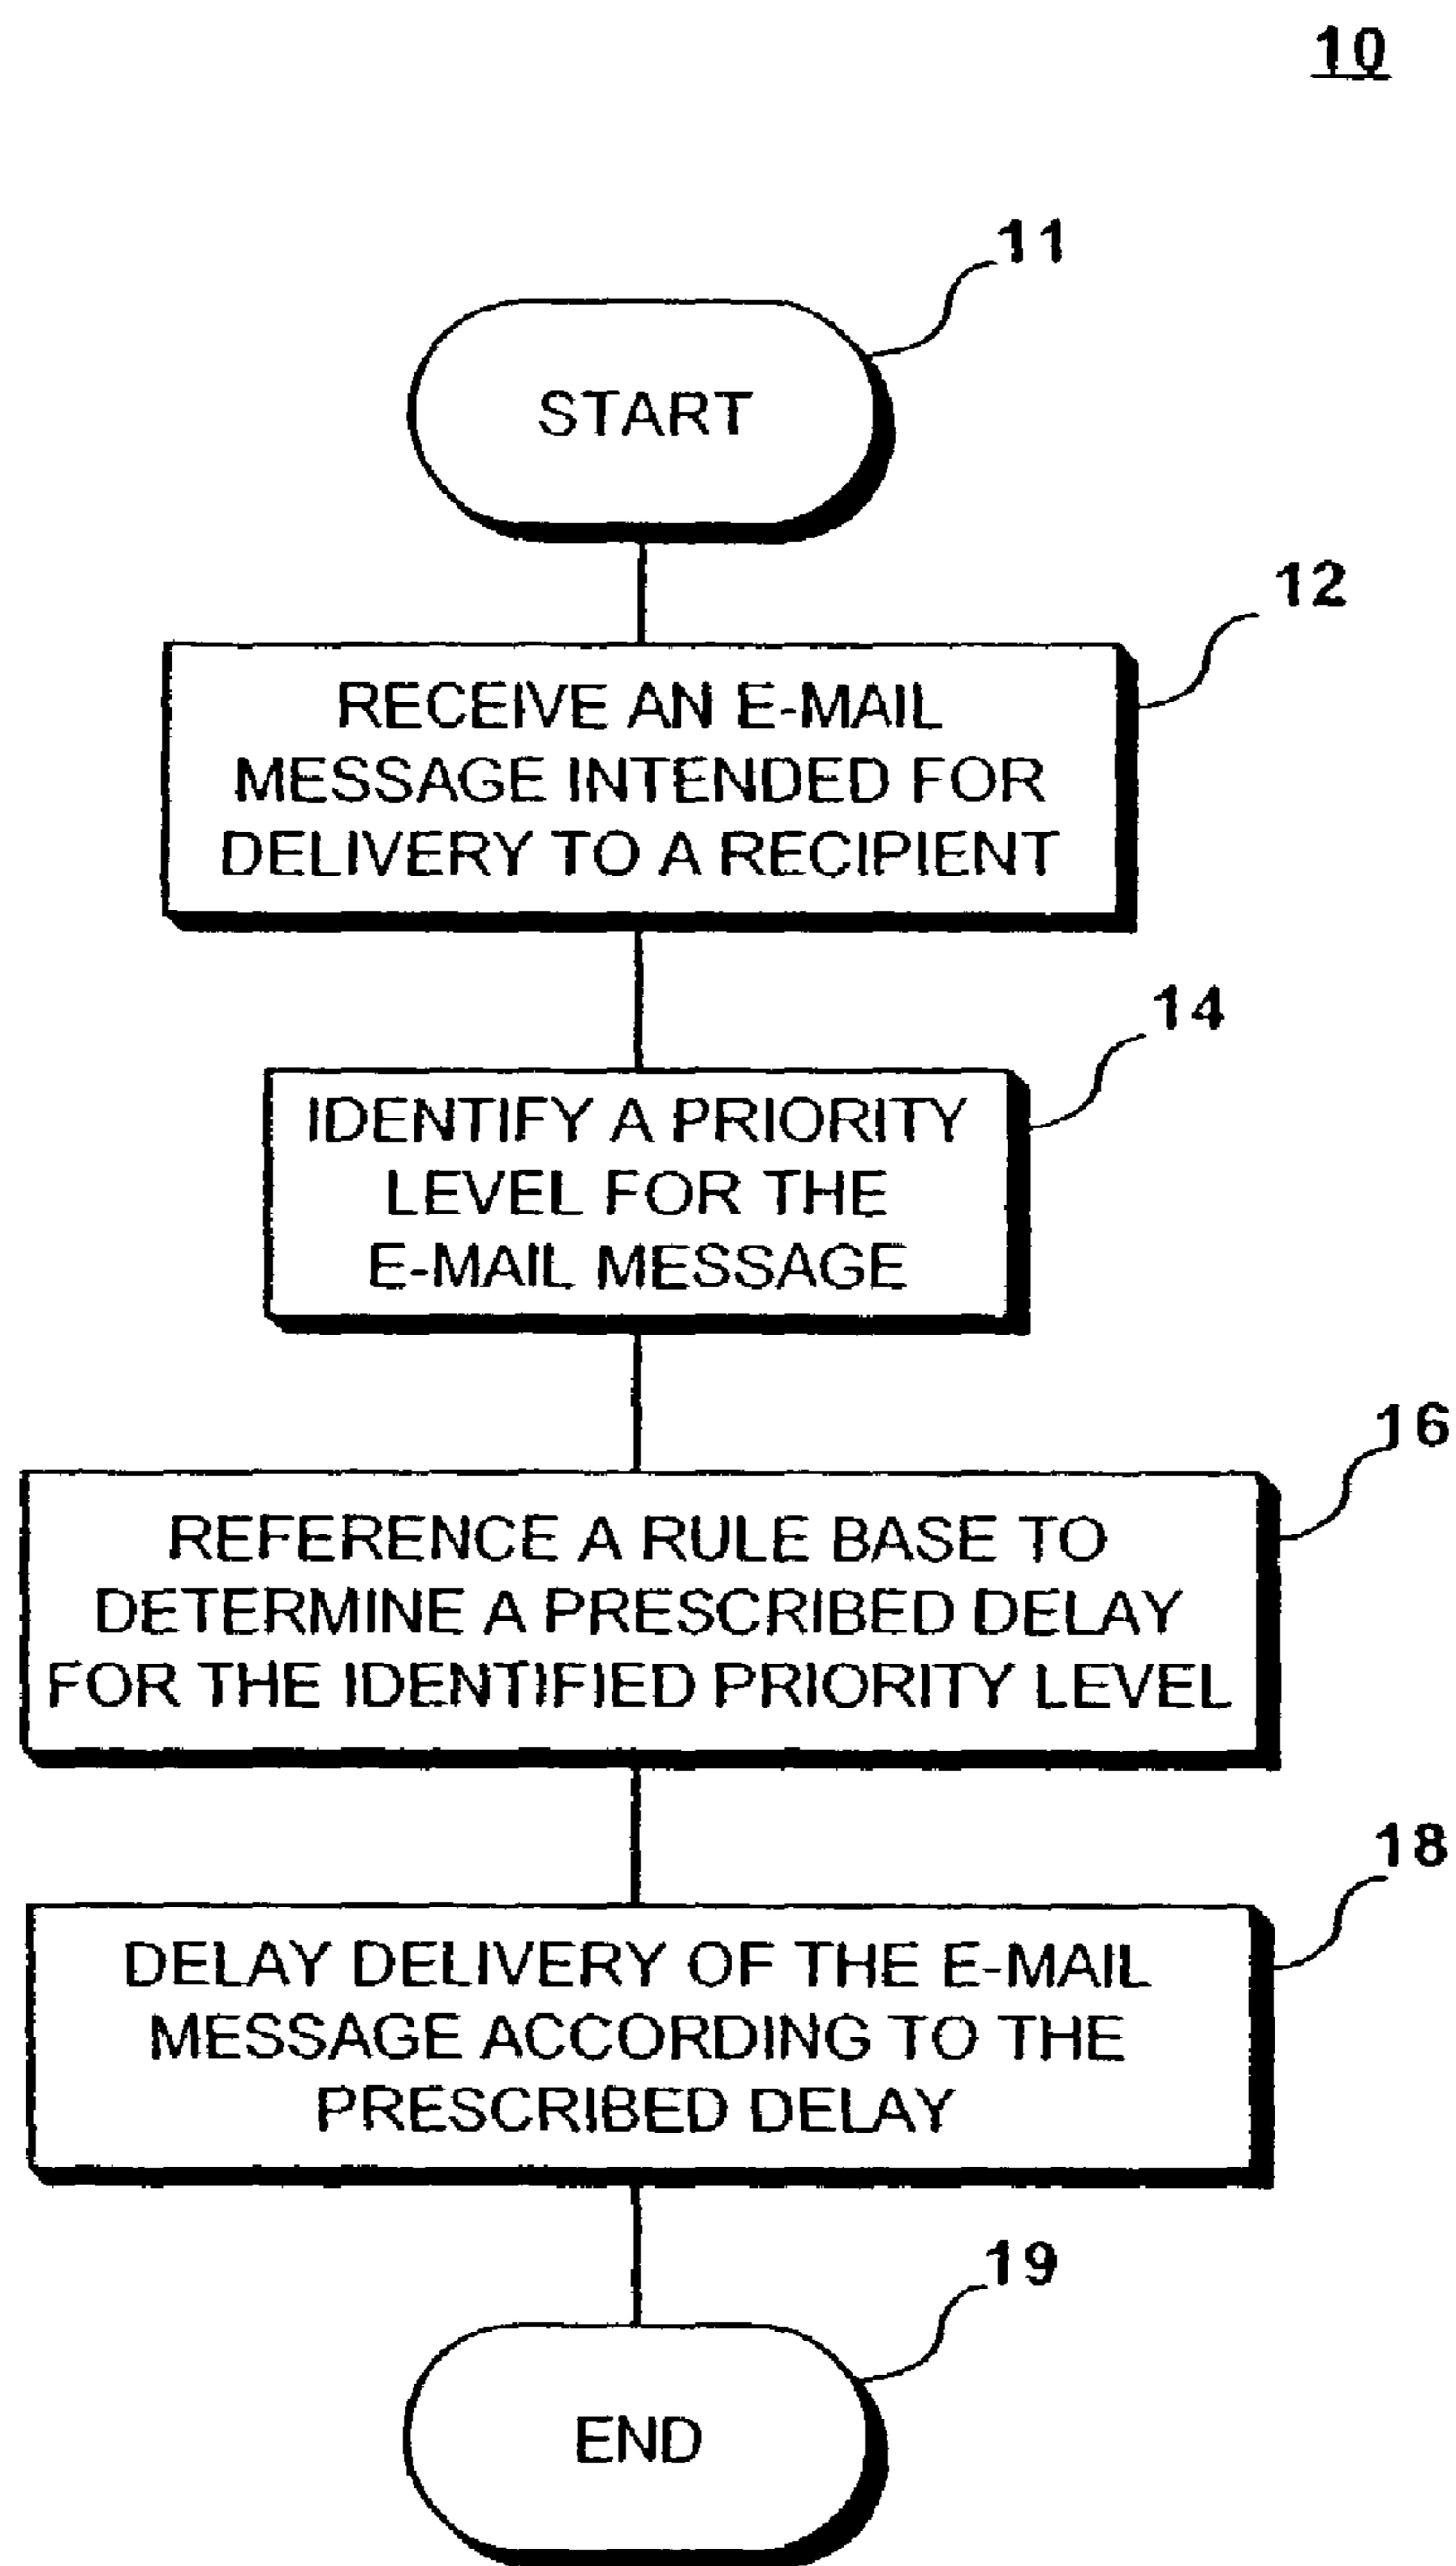 10
11
START
12
RECEIVE AN E-MAIL
MESSAGE INTENDED FOR
DELIVERY TO A RECIPIENT
14
IDENTIFY A PRIORITY
LEVEL FOR THE
E-MAIL MESSAGE
16
REFERENCE A RULE BASE TO
DETERMINE A PRESCRIBED DELAY
FOR THE IDENTIFIED PRIORITY LEVEL
18
DELAY DELIVERY OF THE E-MAIL
MESSAGE ACCORDING TO THE
PRESCRIBED DELAY
19
END